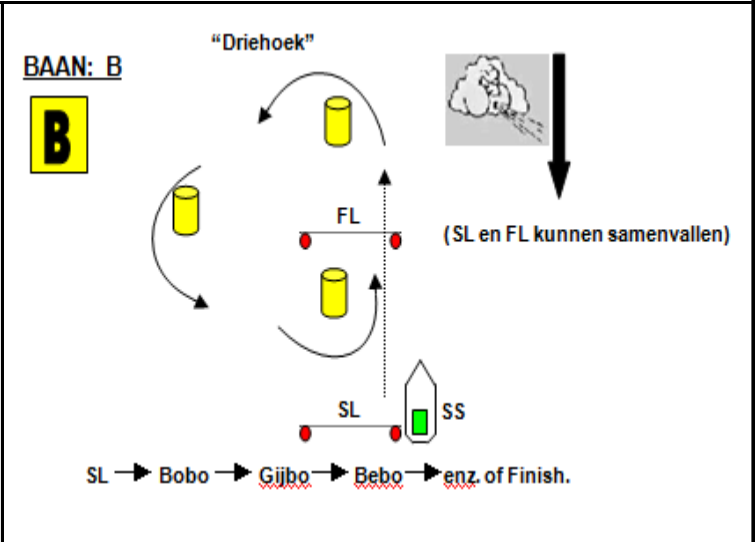 “Driehoek”
BAAN: B
B
FL
(SL en FL kunnen samenvallen)
SL
SS
SL Bobo Gijbo Bebo enz. of Finish.